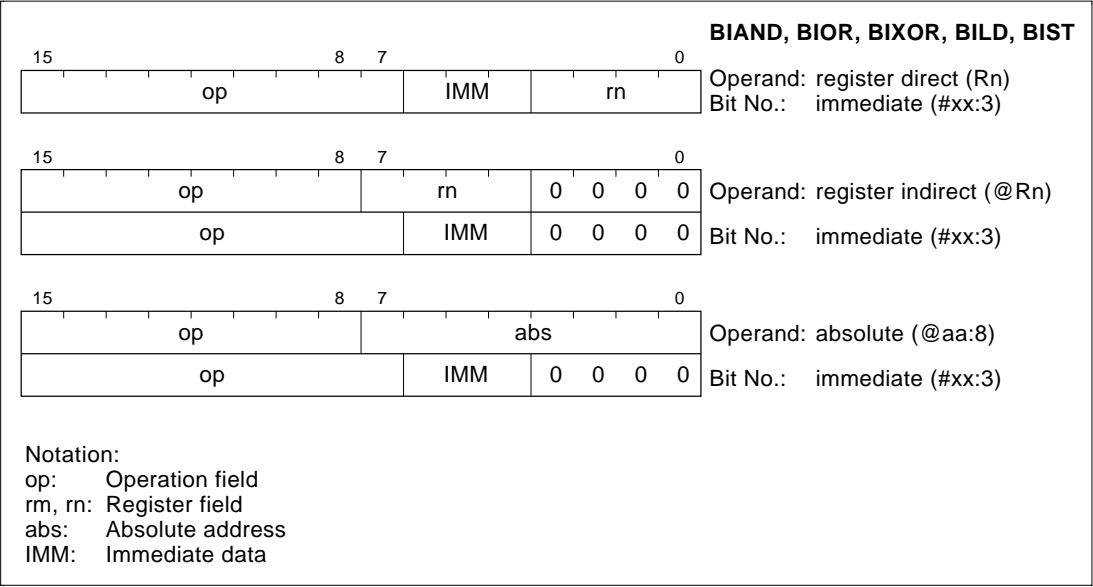 BIAND, BIOR, BIXOR, BILD, BIST
15 8 7 0
op IMM rn Operand: register direct (Rn)
Bit No.: immediate (#xx:3)
15 8 7 0
op rn 0 0 0 0 Operand: register indirect (@Rn)
op IMM 0 0 0 0 Bit No.: immediate (#xx:3)
15 8 7 0
op abs Operand: absolute (@aa:8)
op IMM 0 0 0 0 Bit No.: immediate (#xx:3)
Notation:
op: Operation field
rm, rn: Register field
abs: Absolute address
IMM: Immediate data